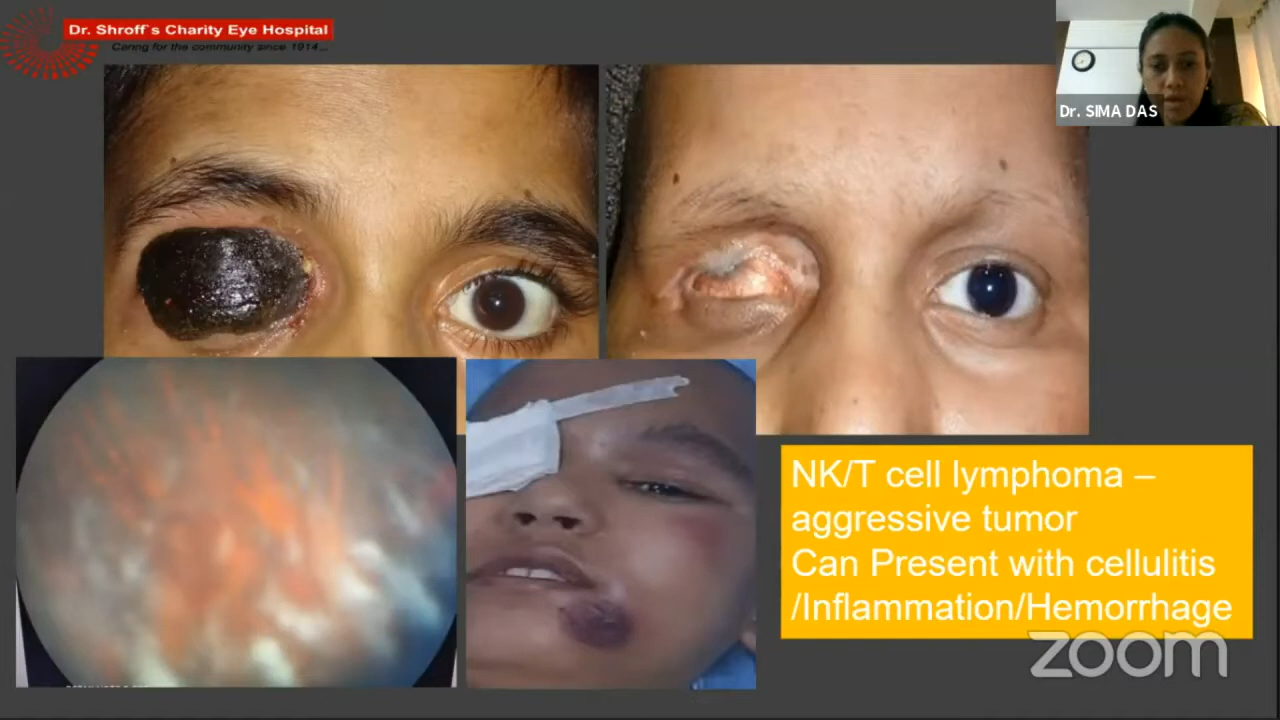 Dr. Shroff's Charity Eye Hospital
Caring for the community since 1914...
Dr. SIMA DAS
NK/T cell lymphoma –
aggressive tumor
Can Present with cellulitis
/Inflammation/Hemorrhage
zoom